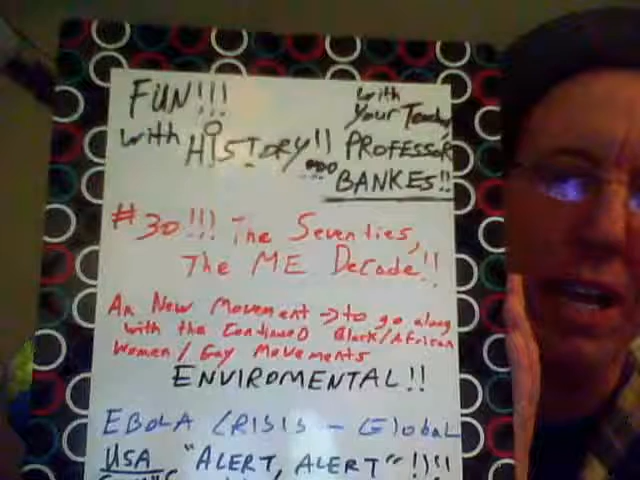 FUN!!!
with HISTORY!!
with
Your Teacher
PROFESSOR
BANKES!!
#30!!! The Seventies,
The ME Decade!!
An New Movement → to go along
with the ContinueD Black/African
Women/Gay Movements
ENVIROMENTAL!!
EBOLA CRISIS - Global
USA "ALERT, ALERT" !)!!